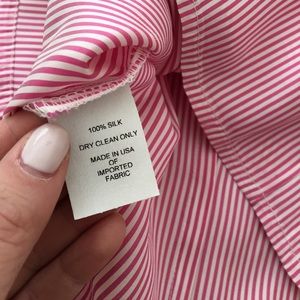 100% SILK
DRY CLEAN ONLY
MADE IN USA
OF
IMPORTED
FABRIC